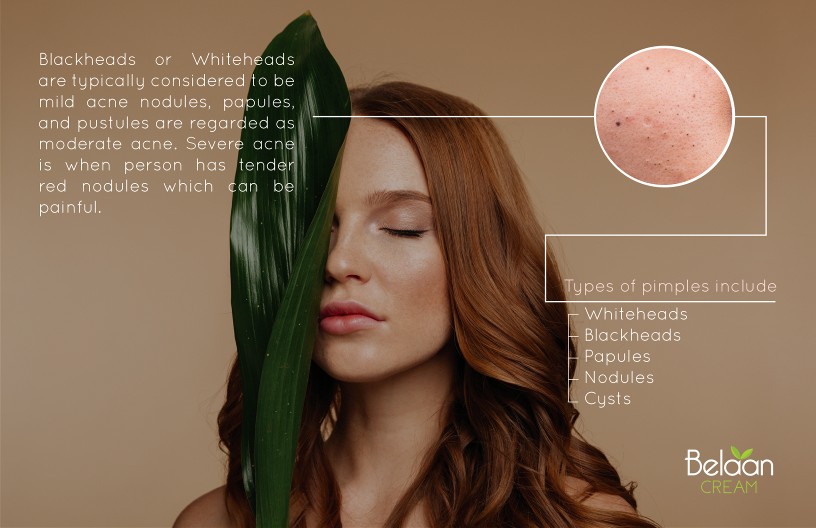 Blackheads or Whiteheads
are typically considered to be
mild acne nodules, papules,
and pustules are regarded as
moderate acne. Severe acne
is when person has tender
red nodules which can be
painful.
Types of pimples include
Whiteheads
Blackheads
Papules
Nodules
Cysts
Belaan
CREAM